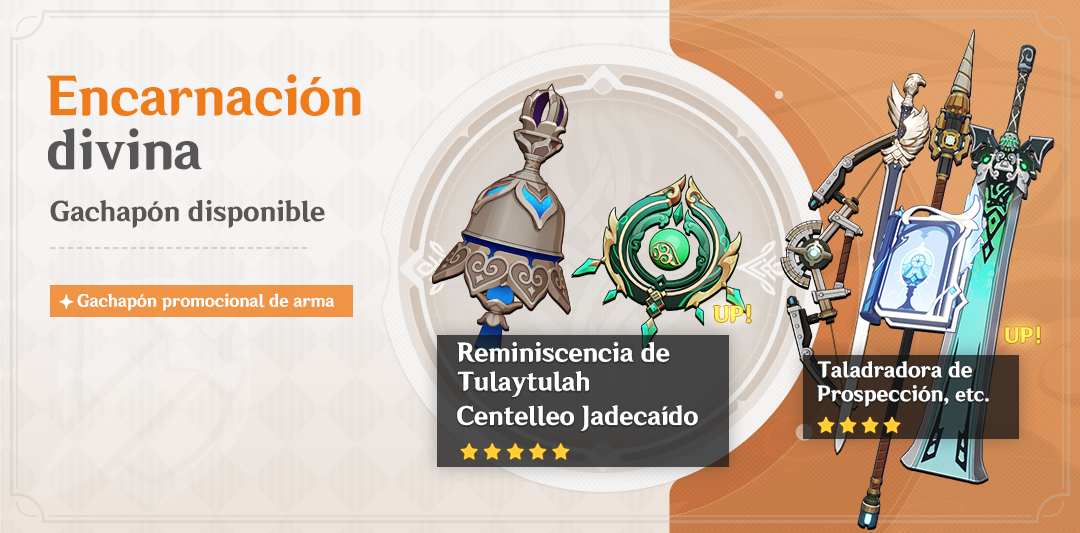 Encarnación
divina
Gachapón disponible
Gachapón promocional de arma
UP!
Reminiscencia de
Tulaytulah
Centelleo Jadecaído
UP!
Taladradora de
Prospección, etc.